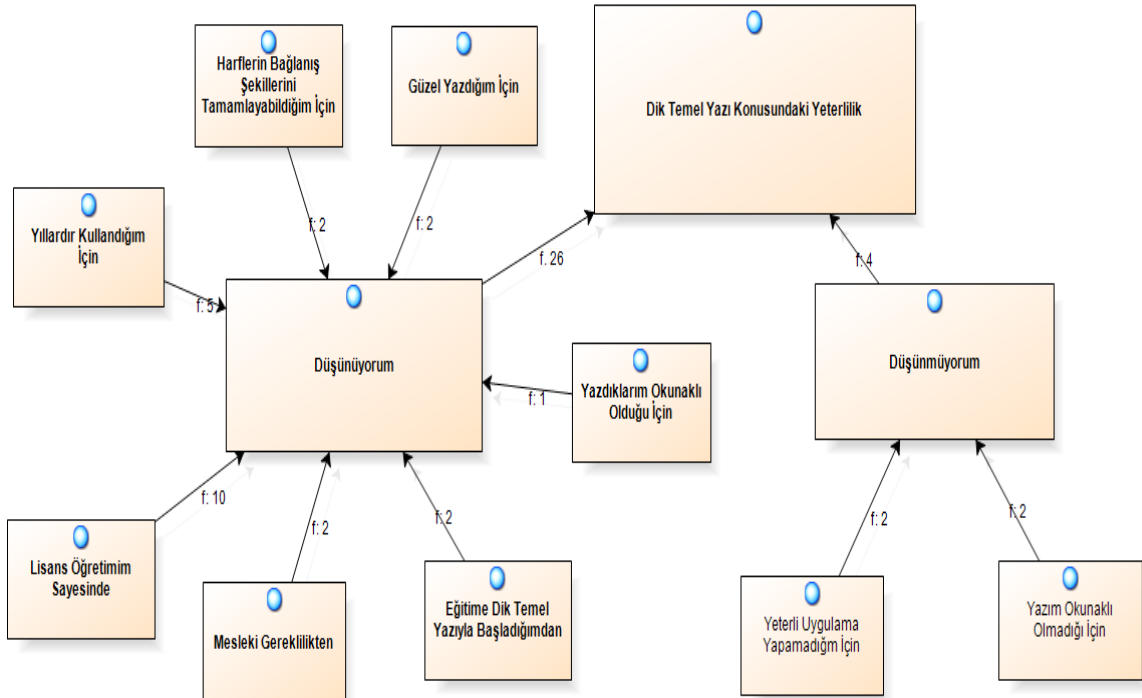 Harflerin Bağlanış
Şekillerini
Tamamlayabildiğim İçin
Güzel Yazdığım İçin
Dik Temel Yazı Konusundaki Yeterlilik
Yıllardır Kullandığım
İçin
f: 2
f: 2
f: 26
f: 4
f: 5
Düşünüyorum
Düşünmüyorum
Yazdıklarım Okunaklı
Olduğu İçin
f: 1
f: 10
f: 2
f: 2
f: 2
f: 2
Lisans Öğretimim
Sayesinde
Mesleki Gereklilikten
Eğitime Dik Temel
Yazıyla Başladığımdan
Yeterli Uygulama
Yapamadığm İçin
Yazım Okunaklı
Olmadığı İçin